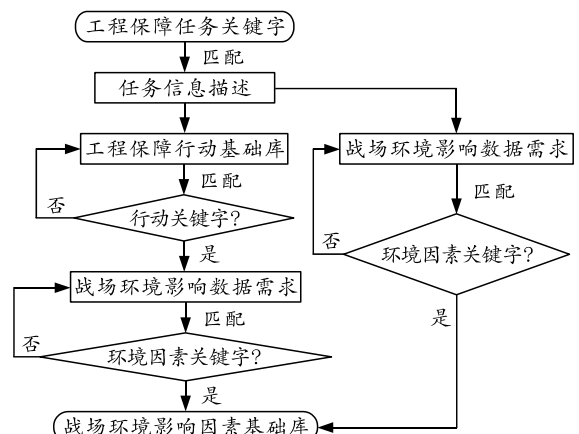 工程保障任务关键字
匹配
任务信息描述
工程保障行动基础库
匹配
否
行动关键字?
是
战场环境影响数据需求
匹配
否
环境因素关键字?
是
战场环境影响数据需求
匹配
否
环境因素关键字?
是
战场环境影响因素基础库